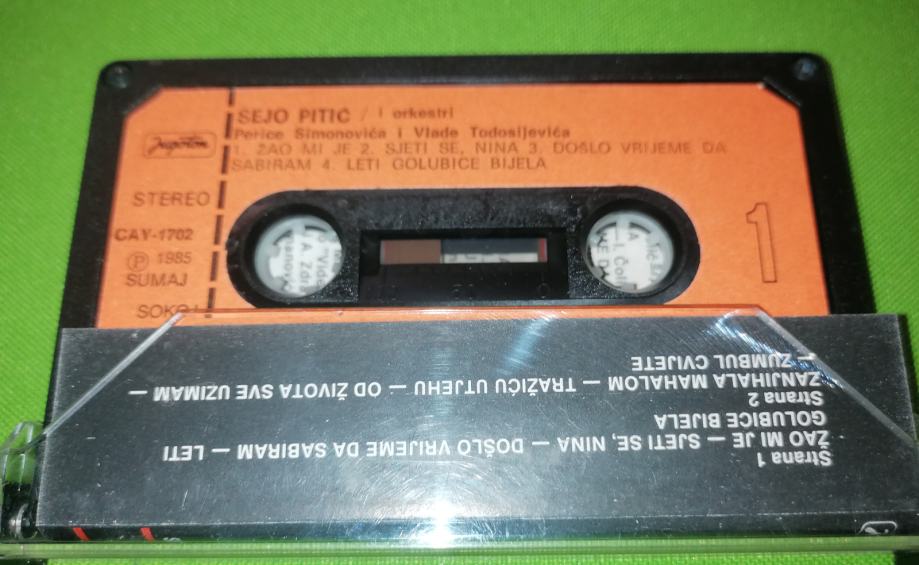 SEJO PITIĆ / i orkestri
Perice Simonovića i Vlade Todosijevića
1. ŽAO MI JE 2. SJETI SE, NINA 3. DOŠLO VRIJEME DA
SABIRAM 4. LETI GOLUBICE BIJELA
Jugoton
STEREO
CAY-1702
℗ 1985
SUMAJ
SOKOJ
1
Strana 1
ŽAO MI JE — SJETI SE, NINA — DOŠLO VRIJEME DA SABIRAM — LETI
GOLUBICE BIJELA
Strana 2
ZANJIHALA MAHALOM — TRAŽIĆU UTJEHU — OD ŽIVOTA SVE UZIMAM —
— ZUMBUL CVIJETE